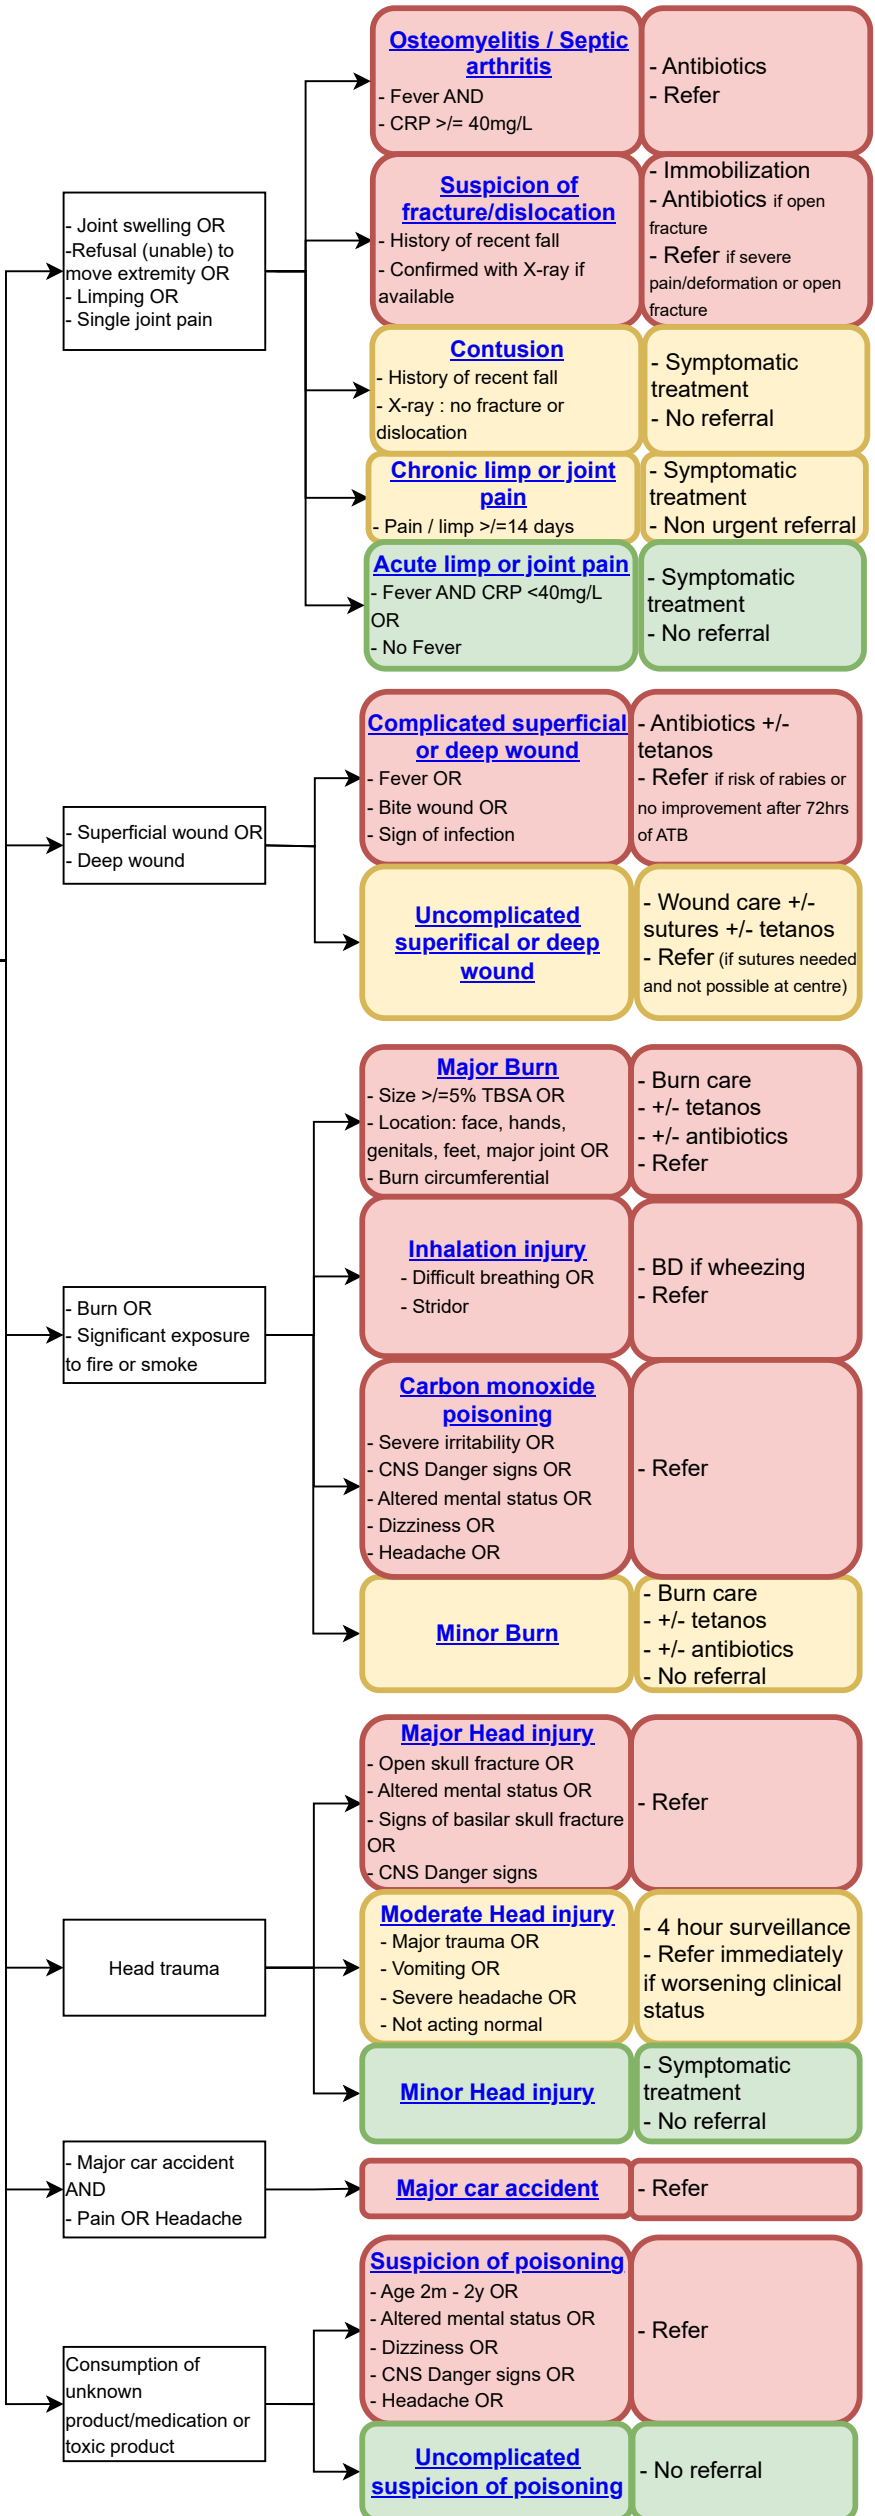 Osteomyelitis / Septic
arthritis
- Fever AND
- CRP >/= 40mg/L
- Antibiotics
- Refer
- Joint swelling OR
-Refusal (unable) to
move extremity OR
- Limping OR
- Single joint pain
Suspicion of
fracture/dislocation
- History of recent fall
- Confirmed with X-ray if
available
- Immobilization
- Antibiotics if open
fracture
- Refer if severe
pain/deformation or open
fracture
Contusion
- History of recent fall
- X-ray : no fracture or
dislocation
- Symptomatic
treatment
- No referral
Chronic limp or joint
pain
- Pain / limp >/=14 days
- Symptomatic
treatment
- Non urgent referral
Acute limp or joint pain
- Fever AND CRP <40mg/L
OR
- No Fever
- Symptomatic
treatment
- No referral
- Superficial wound OR
- Deep wound
Complicated superficial
or deep wound
- Fever OR
- Bite wound OR
- Sign of infection
- Antibiotics +/-
tetanos
- Refer if risk of rabies or
no improvement after 72hrs
of ATB
Uncomplicated
superifical or deep
wound
- Wound care +/-
sutures +/- tetanos
- Refer (if sutures needed
and not possible at centre)
- Burn OR
- Significant exposure
to fire or smoke
Major Burn
- Size >/=5% TBSA OR
- Location: face, hands,
genitals, feet, major joint OR
- Burn circumferential
- Burn care
- +/- tetanos
- +/- antibiotics
- Refer
Inhalation injury
- Difficult breathing OR
- Stridor
- BD if wheezing
- Refer
Carbon monoxide
poisoning
- Severe irritability OR
- CNS Danger signs OR
- Altered mental status OR
- Dizziness OR
- Headache OR
- Refer
Minor Burn
- Burn care
- +/- tetanos
- +/- antibiotics
- No referral
Head trauma
Major Head injury
- Open skull fracture OR
- Altered mental status OR
- Signs of basilar skull fracture
OR
- CNS Danger signs
- Refer
Moderate Head injury
- Major trauma OR
- Vomiting OR
- Severe headache OR
- Not acting normal
- 4 hour surveillance
- Refer immediately
if worsening clinical
status
Minor Head injury
- Symptomatic
treatment
- No referral
- Major car accident
AND
- Pain OR Headache
Major car accident
- Refer
Consumption of
unknown
product/medication or
toxic product
Suspicion of poisoning
- Age 2m - 2y OR
- Altered mental status OR
- Dizziness OR
- CNS Danger signs OR
- Headache OR
- Refer
Uncomplicated
suspicion of poisoning
- No referral